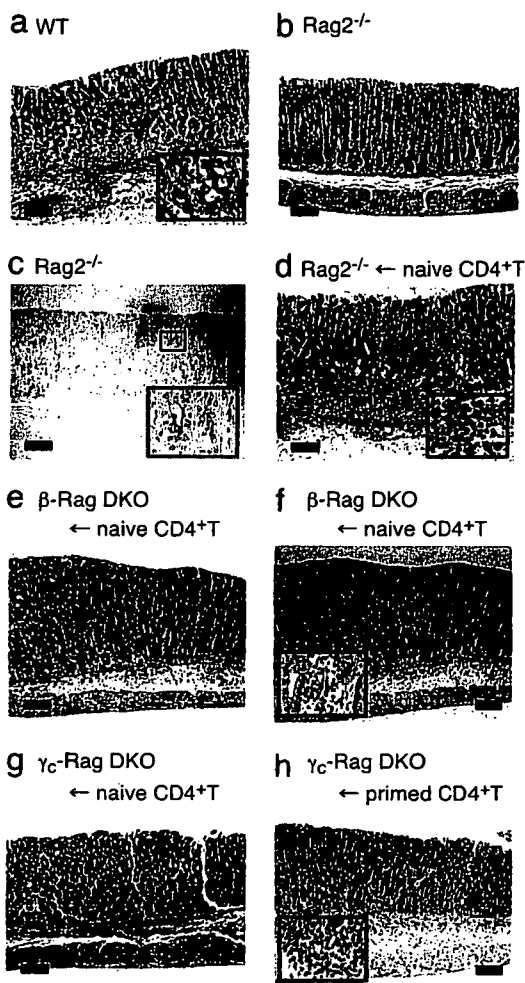 a WT
b Rag2-/-
c Rag2-/-
d Rag2-/- ← naive CD4+T
e β-Rag DKO
← naive CD4+T
f β-Rag DKO
← naive CD4+T
g γc-Rag DKO
← naive CD4+T
h γc-Rag DKO
← primed CD4+T